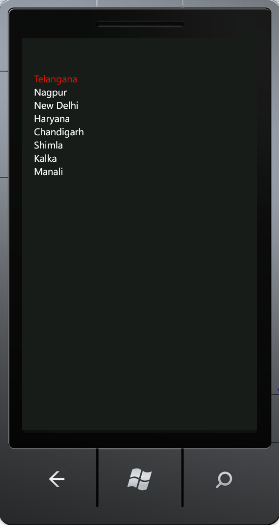 Telangana
Nagpur
New Delhi
Haryana
Chandigarh
Shimla
Kalka
Manali